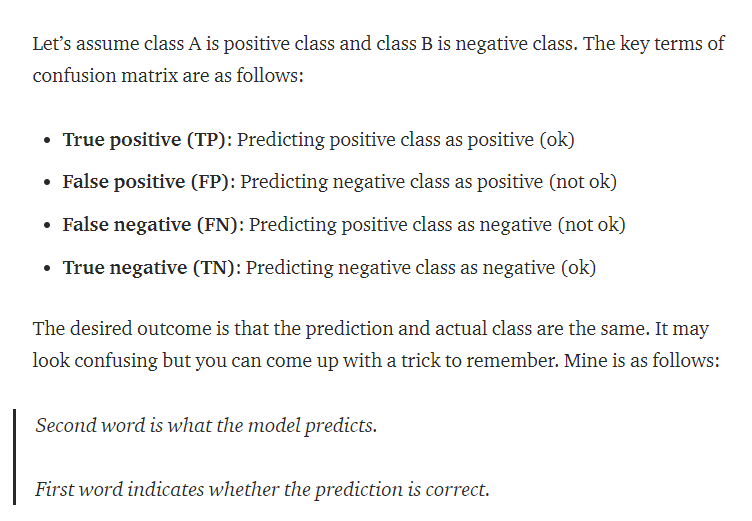 Let’s assume class A is positive class and class B is negative class. The key terms of
confusion matrix are as follows:
• True positive (TP): Predicting positive class as positive (ok)
• False positive (FP): Predicting negative class as positive (not ok)
• False negative (FN): Predicting positive class as negative (not ok)
• True negative (TN): Predicting negative class as negative (ok)
The desired outcome is that the prediction and actual class are the same. It may
look confusing but you can come up with a trick to remember. Mine is as follows:
Second word is what the model predicts.
First word indicates whether the prediction is correct.